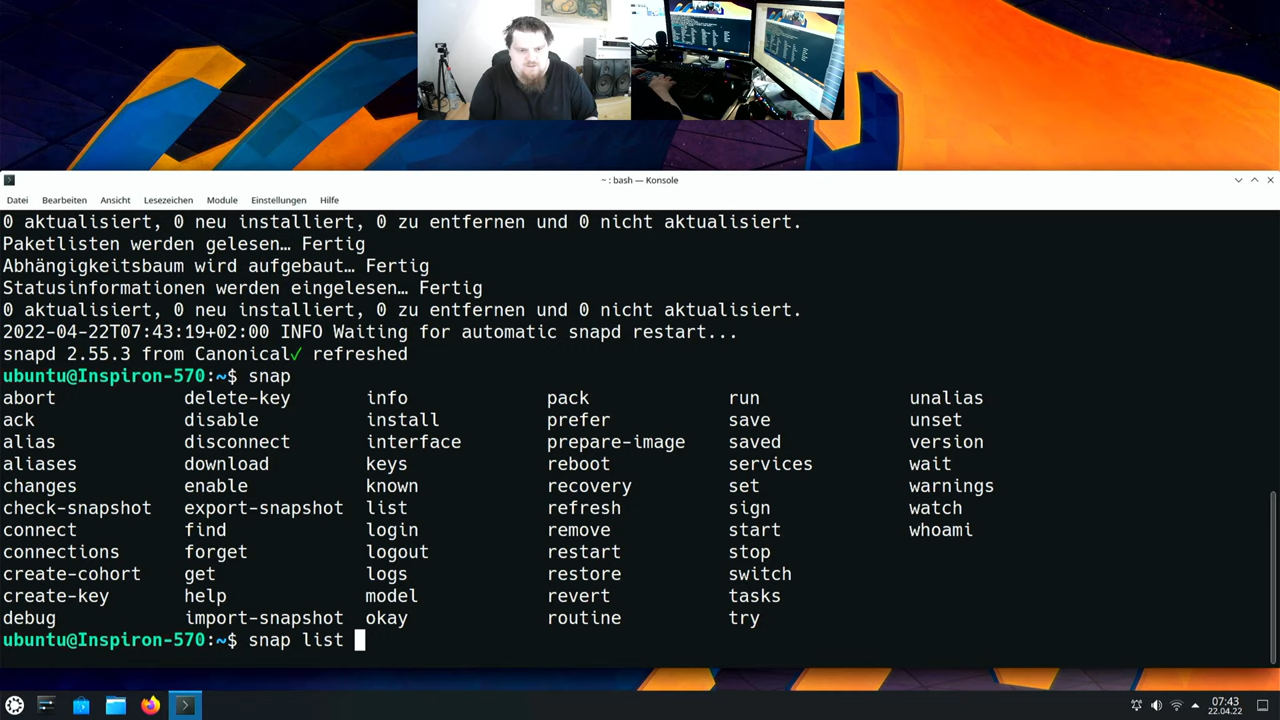 ~ : bash — Konsole
Datei Bearbeiten Ansicht Lesezeichen Module Einstellungen Hilfe
0 aktualisiert, 0 neu installiert, 0 zu entfernen und 0 nicht aktualisiert.
Paketlisten werden gelesen… Fertig
Abhängigkeitsbaum wird aufgebaut… Fertig
Statusinformationen werden eingelesen… Fertig
0 aktualisiert, 0 neu installiert, 0 zu entfernen und 0 nicht aktualisiert.
2022-04-22T07:43:19+02:00 INFO Waiting for automatic snapd restart...
snapd 2.55.3 from Canonical✓ refreshed
ubuntu@Inspiron-570:~$ snap
abort delete-key info pack run unalias
ack disable install prefer save unset
alias disconnect interface prepare-image saved version
aliases download keys reboot services wait
changes enable known recovery set warnings
check-snapshot export-snapshot list refresh sign watch
connect find login remove start whoami
connections forget logout restart stop
create-cohort get logs restore switch
create-key help model revert tasks
debug import-snapshot okay routine try
ubuntu@Inspiron-570:~$ snap list
07:43
22.04.22